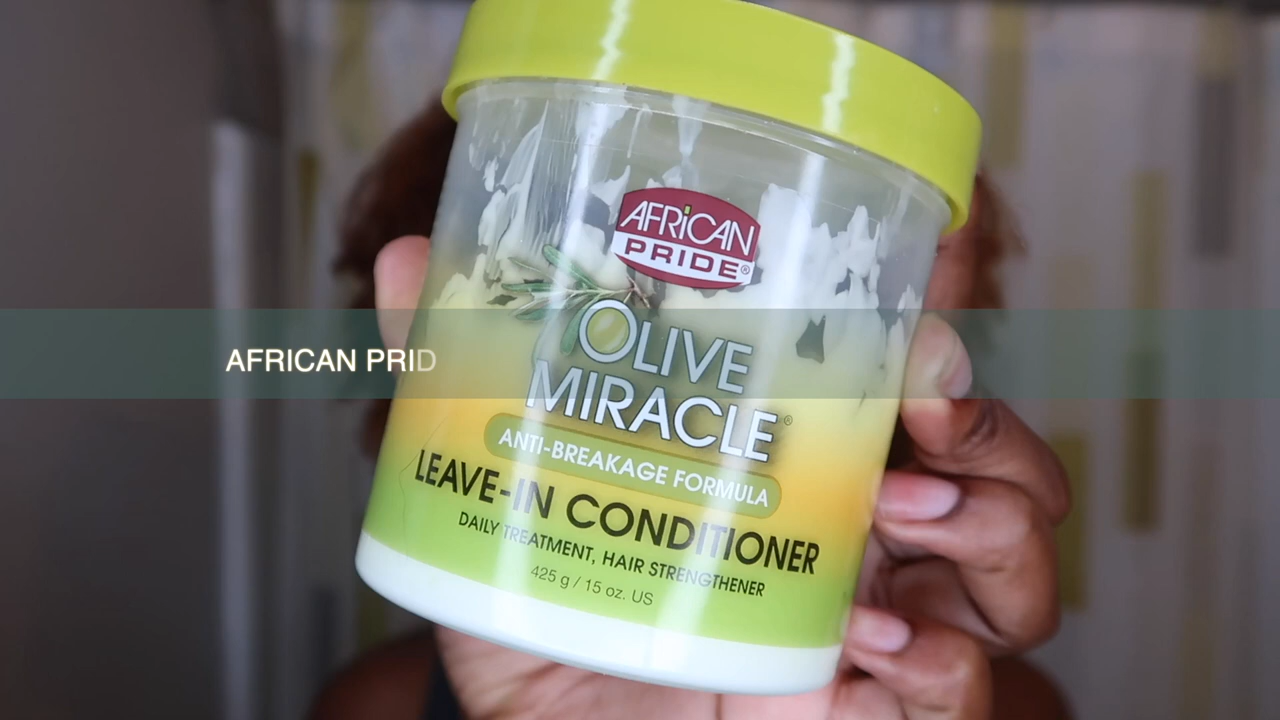 AFRICAN
PRIDE®
OLIVE
MIRACLE®
ANTI-BREAKAGE FORMULA
LEAVE-IN CONDITIONER
DAILY TREATMENT, HAIR STRENGTHENER
425 g / 15 oz. US
AFRICAN PRID